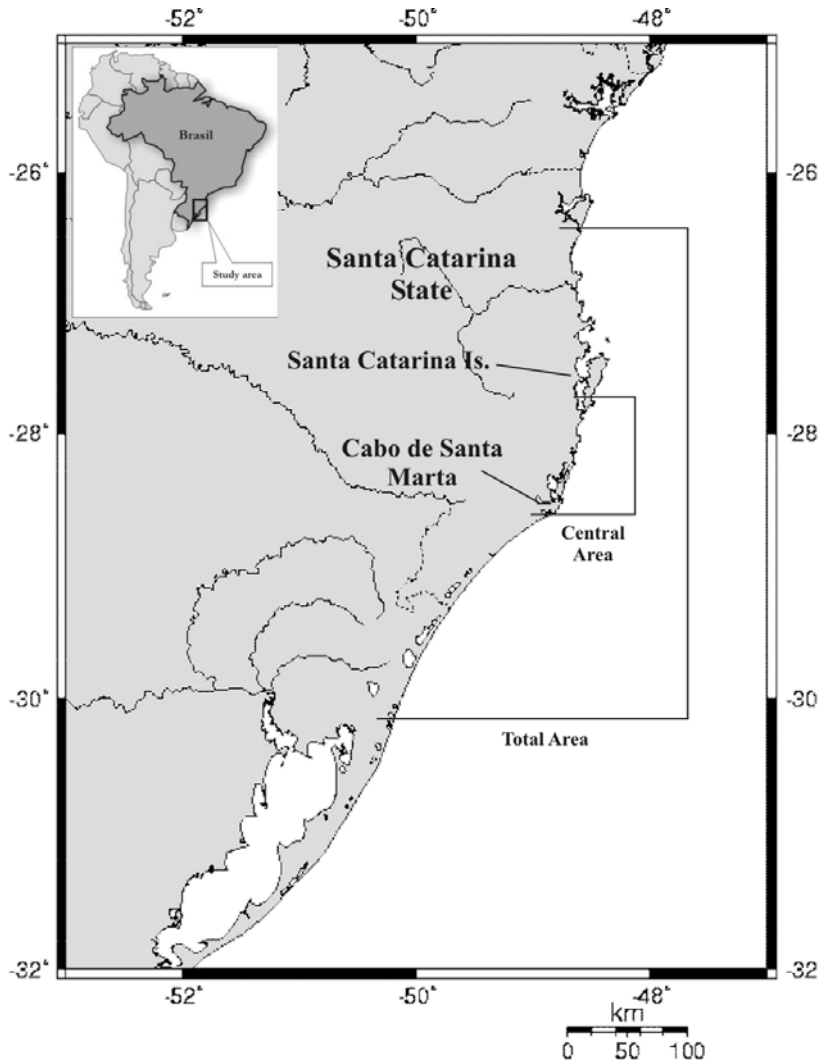 -52° -50° -48°
Brasil
Study area
-26°
-26°
Santa Catarina
State
Santa Catarina Is.
-28°
-28°
Cabo de Santa
Marta
Central
Area
-30°
-30°
Total Area
-32°
-32°
-52° -50° -48°
km
0 50 100